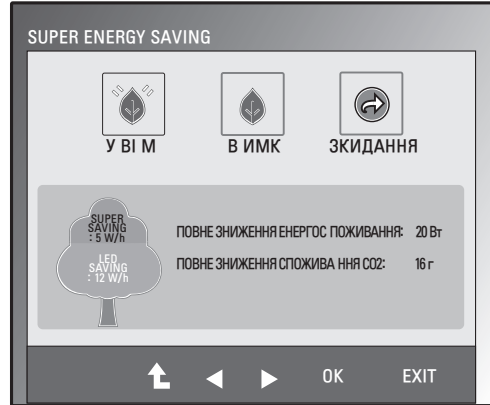 SUPER ENERGY SAVING
У ВІ М В ИМК ЗКИДАННЯ
SUPER
SAVING
: 5 W/h
LED
SAVING
: 12 W/h
ПОВНЕ ЗНИЖЕННЯ ЕНЕРГОС ПОЖИВАННЯ: 20 Вт
ПОВНЕ ЗНИЖЕННЯ СПОЖИВА ННЯ CO2: 16 г
OK EXIT